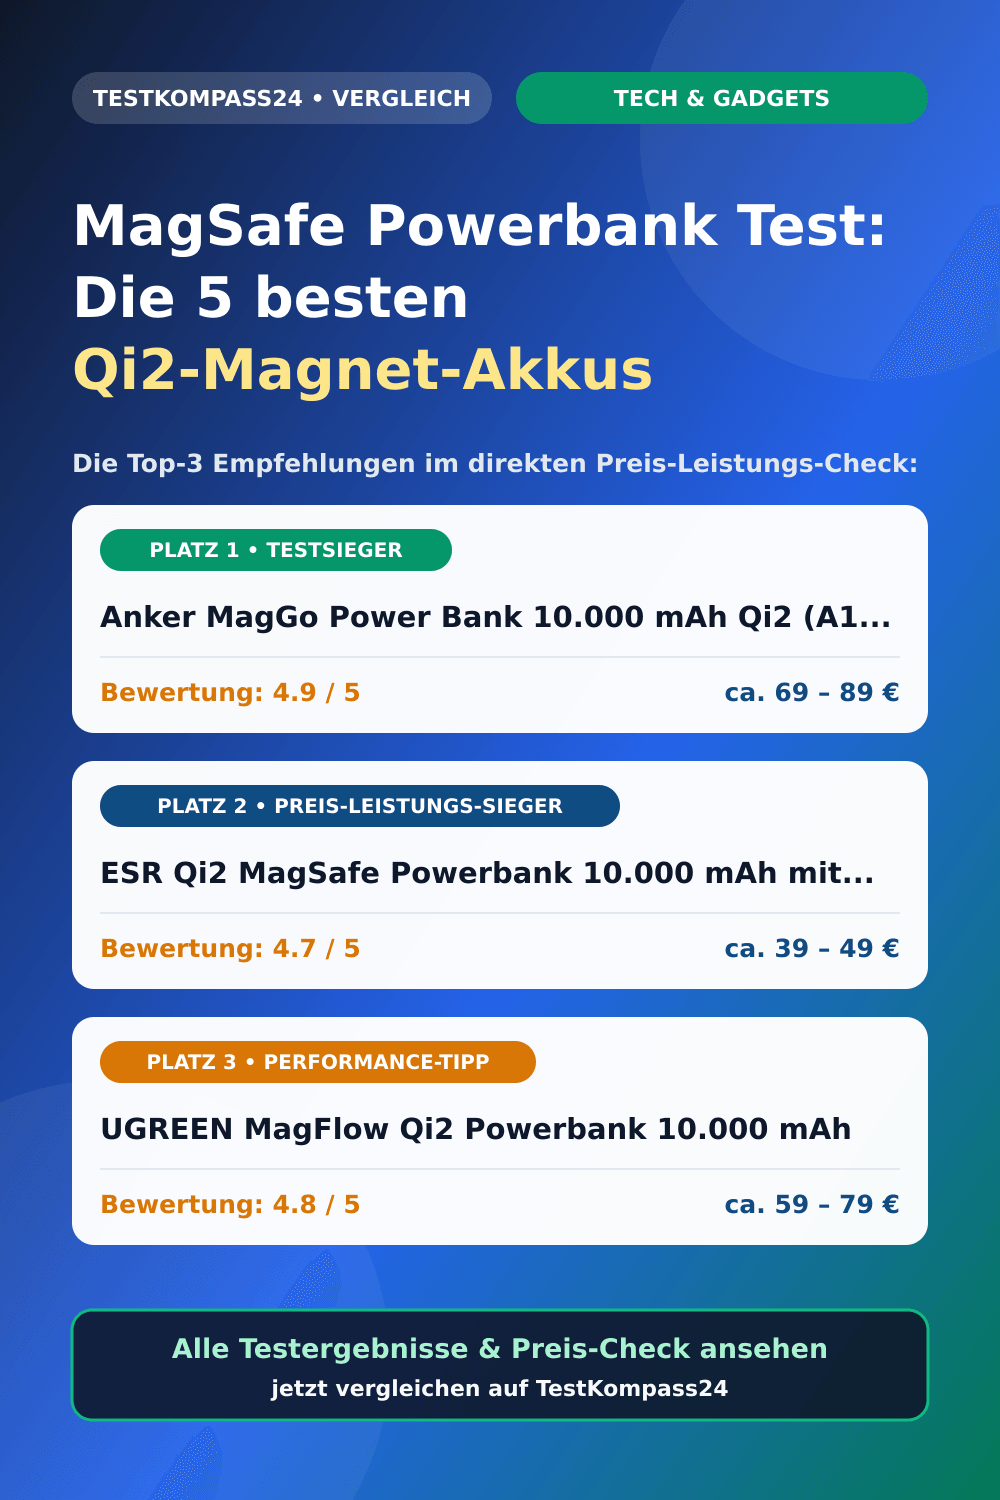 TESTKOMPASS24 • VERGLEICH
TECH & GADGETS
MagSafe Powerbank Test:
Die 5 besten
Qi2-Magnet-Akkus
Die Top-3 Empfehlungen im direkten Preis-Leistungs-Check:
PLATZ 1 • TESTSIEGER
Anker MagGo Power Bank 10.000 mAh Qi2 (A1...
Bewertung: 4.9 / 5
ca. 69 – 89 €
PLATZ 2 • PREIS-LEISTUNGS-SIEGER
ESR Qi2 MagSafe Powerbank 10.000 mAh mit...
Bewertung: 4.7 / 5
ca. 39 – 49 €
PLATZ 3 • PERFORMANCE-TIPP
UGREEN MagFlow Qi2 Powerbank 10.000 mAh
Bewertung: 4.8 / 5
ca. 59 – 79 €
Alle Testergebnisse & Preis-Check ansehen
jetzt vergleichen auf TestKompass24